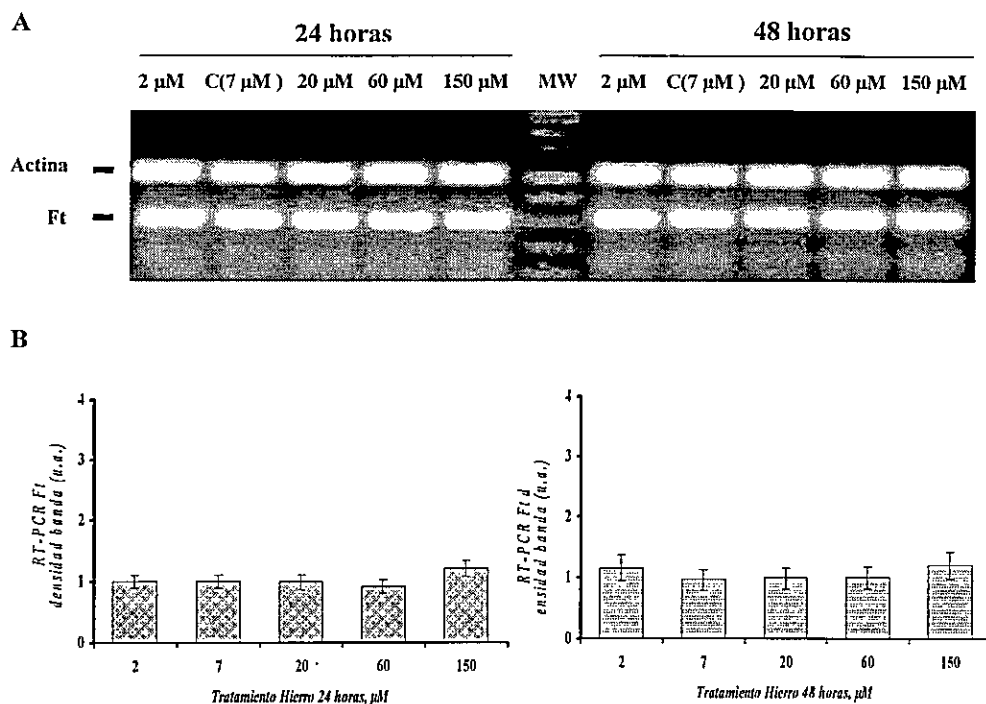 A
24 horas 48 horas
2 µM C(7 µM ) 20 µM 60 µM 150 µM MW 2 µM C(7 µM ) 20 µM 60 µM 150 µM
Actina
Ft
B
RT-PCR Ft
densidad banda (u.a.)
4
3
2
1
0
2 7 20 60 150
Tratamiento Hierro 24 horas, µM
RT-PCR Ft d
ensidad banda (u.a.)
4
3
2
1
0
2 7 20 60 150
Tratamiento Hierro 48 horas, µM